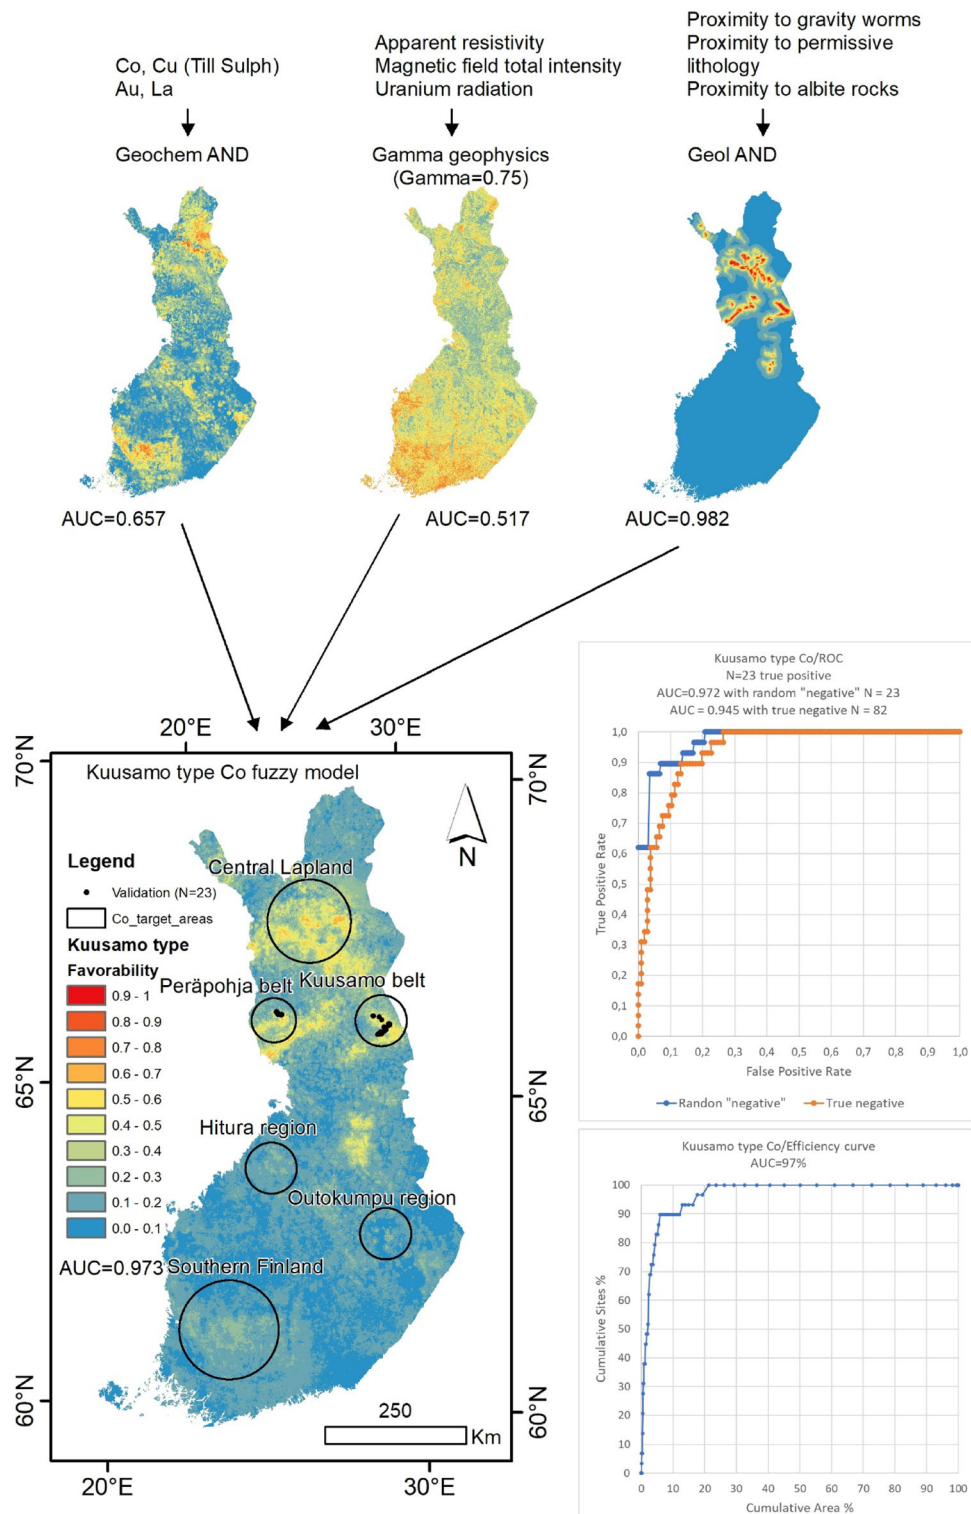 Co, Cu (Till Sulph)
Au, La
Geochem AND
Apparent resistivity
Magnetic field total intensity
Uranium radiation
Gamma geophysics
(Gamma=0.75)
Proximity to gravity worms
Proximity to permissive
lithology
Proximity to albite rocks
Geol AND
AUC=0.657
AUC=0.517
AUC=0.982
20°E
30°E
70°N
70°N
Kuusamo type Co fuzzy model
N
Legend
Validation (N=23)
Co_target_areas
Kuusamo type
Favorability
0.9 - 1
0.8 - 0.9
0.7 - 0.8
0.6 - 0.7
0.5 - 0.6
0.4 - 0.5
0.3 - 0.4
0.2 - 0.3
0.1 - 0.2
0.0 - 0.1
Central Lapland
Peräpohja belt
Kuusamo belt
65°N
65°N
Hitura region
Outokumpu region
AUC=0.973
Southern Finland
60°N
60°N
250
Km
20°E
30°E
Kuusamo type Co/ROC
N=23 true positive
AUC=0.972 with random "negative" N = 23
AUC = 0.945 with true negative N = 82
True Positive Rate
1,0
0,9
0,8
0,7
0,6
0,5
0,4
0,3
0,2
0,1
0,0
0,0 0,1 0,2 0,3 0,4 0,5 0,6 0,7 0,8 0,9 1,0
False Positive Rate
Randon "negative"
True negative
Kuusamo type Co/Efficiency curve
AUC=97%
Cumulative Sites %
100
90
80
70
60
50
40
30
20
10
0
0 10 20 30 40 50 60 70 80 90 100
Cumulative Area %